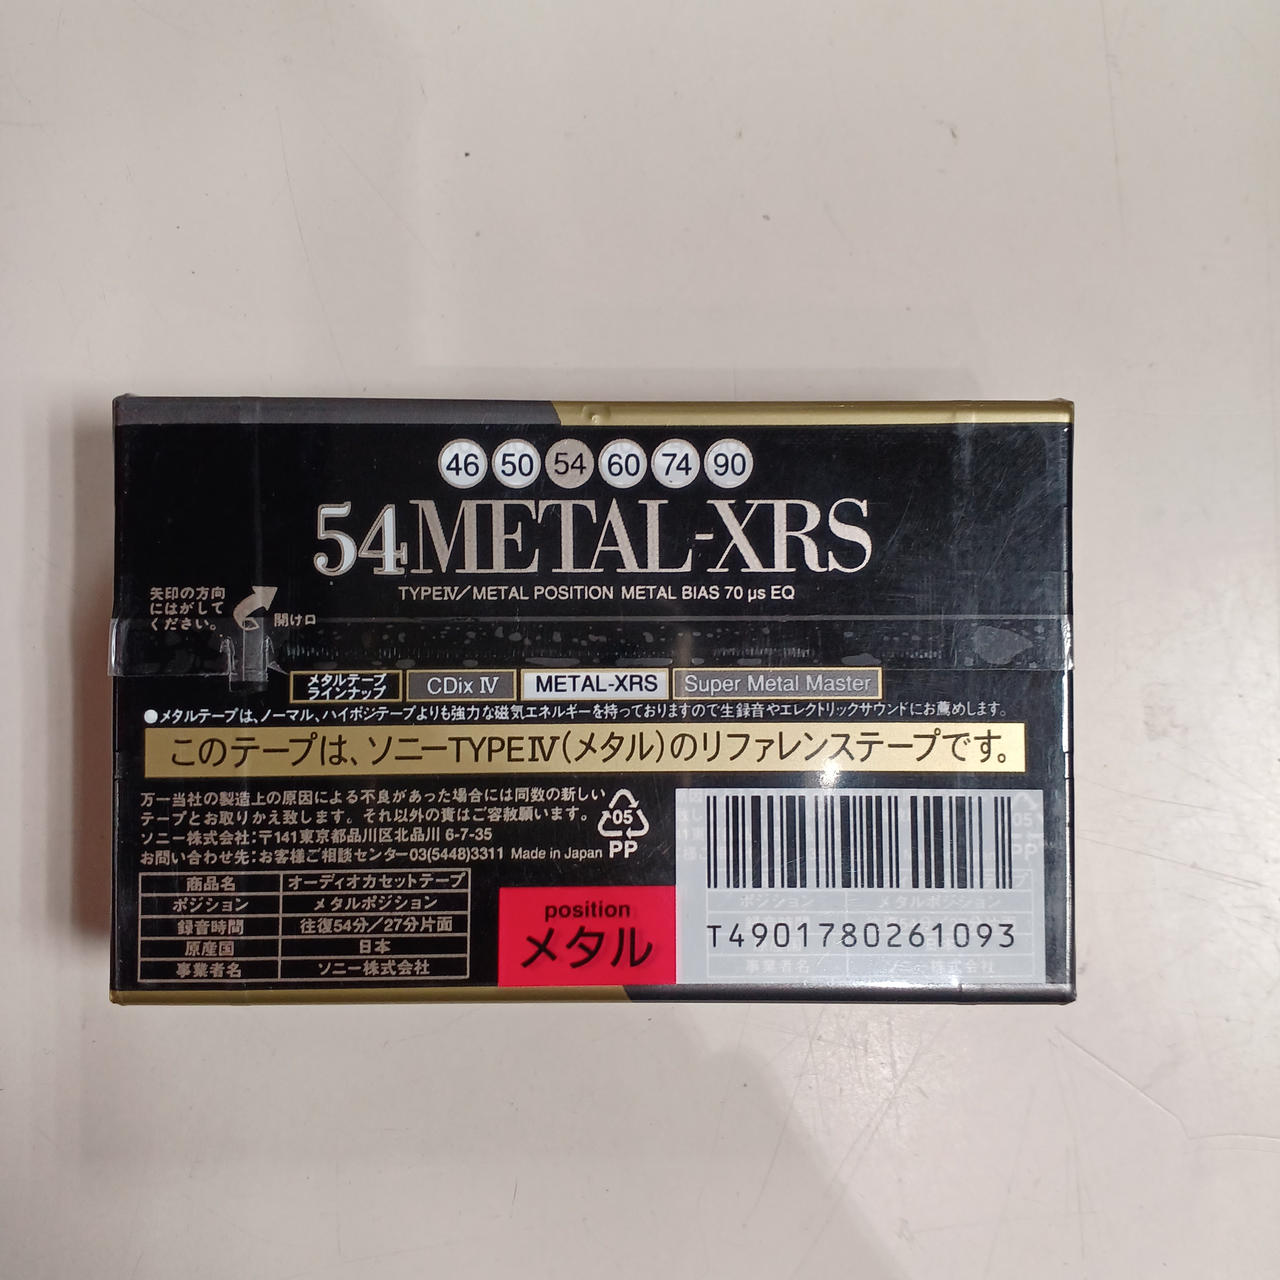 46 50 54 60 74 90
54METAL-XRS
TYPEⅣ/METAL POSITION METAL BIAS 70 µs EQ
矢印の方向
にはがして
ください。
開け口
メタルテープ
ラインナップ
CDix Ⅳ
METAL-XRS
Super Metal Master
●メタルテープは、ノーマル、ハイポジテープよりも強力な磁気エネルギーを持っておりますので生録音やエレクトリックサウンドにお薦めします。
このテープは、ソニーTYPEⅣ(メタル)のリファレンステープです。
万一当社の製造上の原因による不良があった場合には同数の新しい
テープとお取りかえ致します。それ以外の責はご容赦願います。
ソニー株式会社:〒141東京都品川区北品川 6-7-35
お問い合わせ先:お客様ご相談センター03(5448)3311 Made in Japan
05
PP
商品名 オーディオカセットテープ
ポジション メタルポジション
録音時間 往復54分/27分片面
原産国 日本
事業者名 ソニー株式会社
position
メタル
T4901780261093